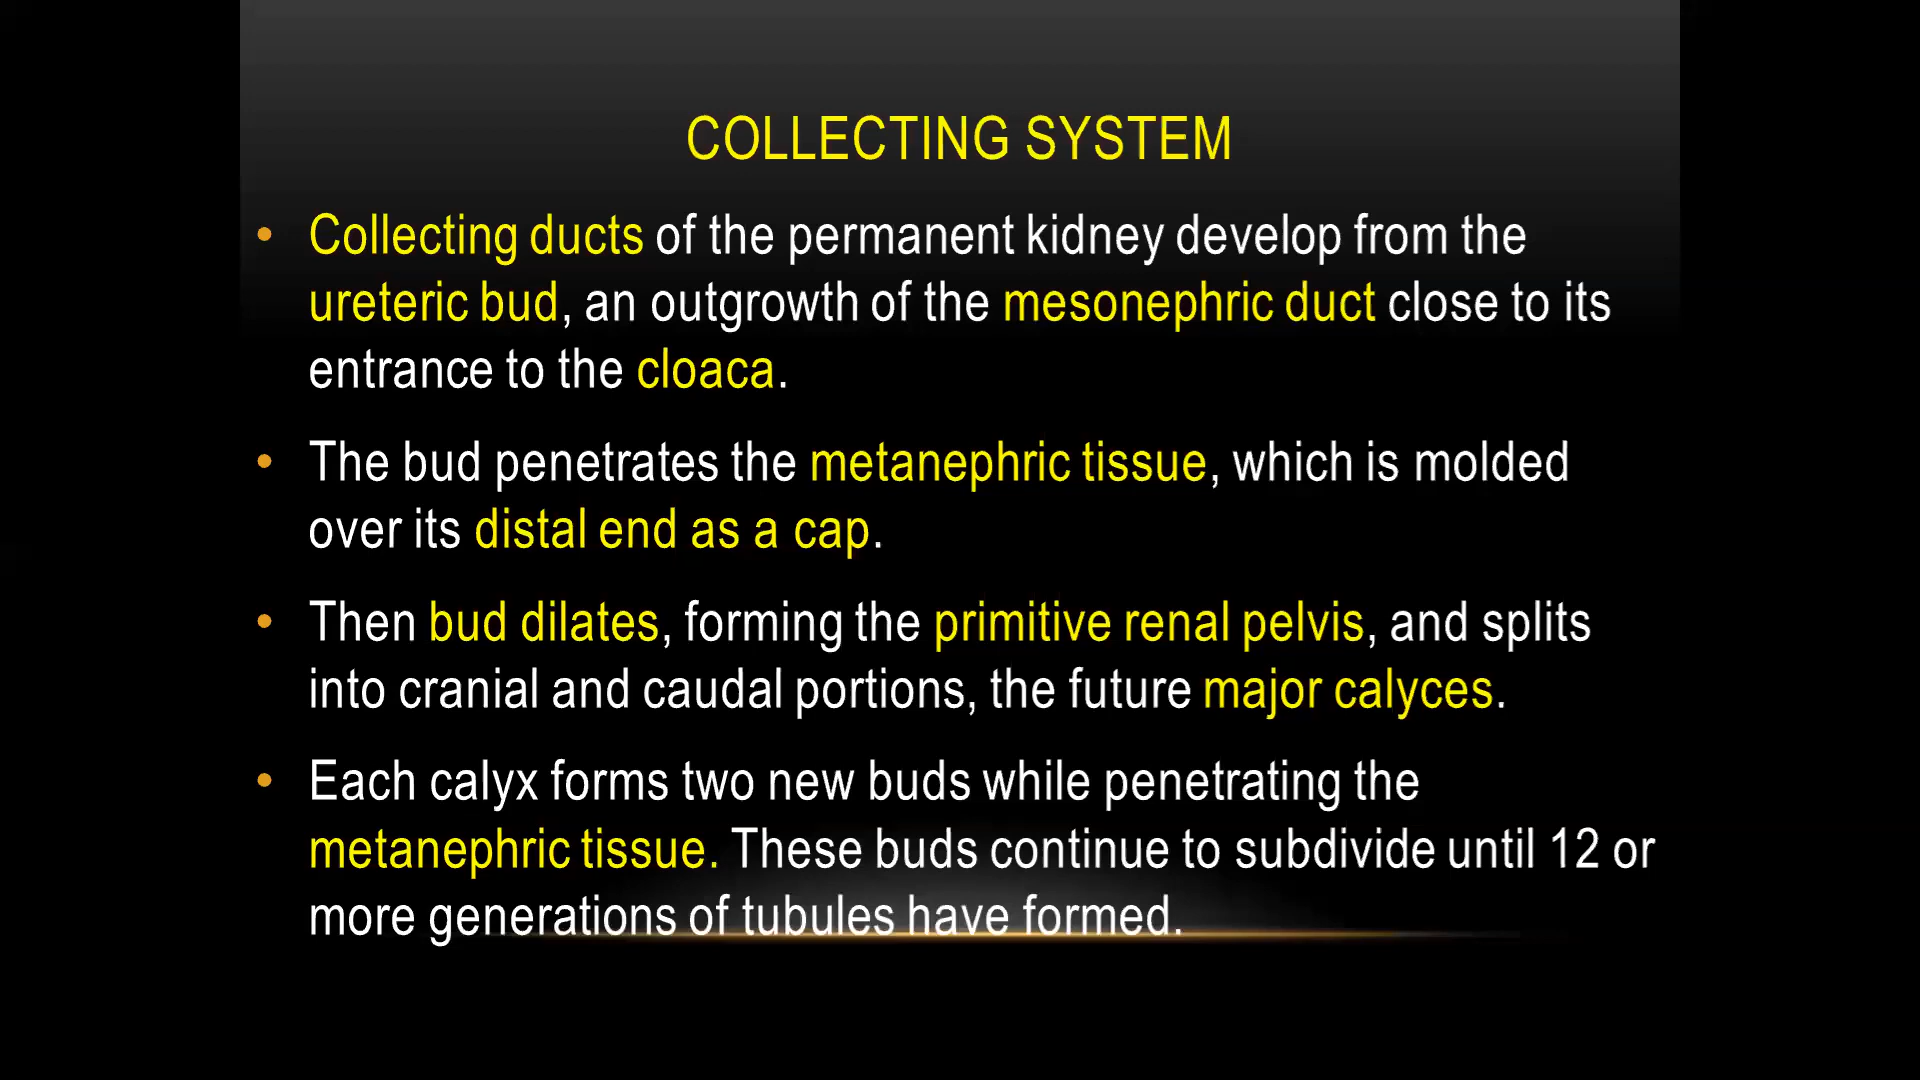 COLLECTING SYSTEM
• Collecting ducts of the permanent kidney develop from the
ureteric bud, an outgrowth of the mesonephric duct close to its
entrance to the cloaca.
• The bud penetrates the metanephric tissue, which is molded
over its distal end as a cap.
• Then bud dilates, forming the primitive renal pelvis, and splits
into cranial and caudal portions, the future major calyces.
• Each calyx forms two new buds while penetrating the
metanephric tissue. These buds continue to subdivide until 12 or
more generations of tubules have formed.